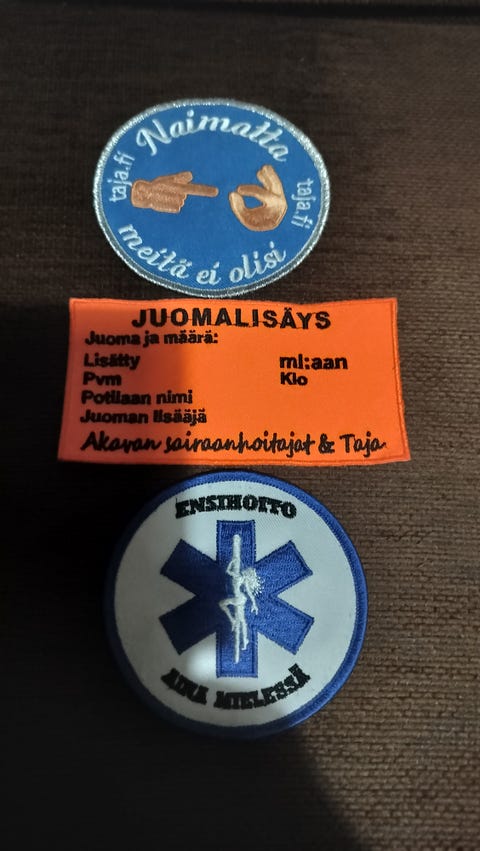 Naimatta
taja.fi
taja.fi
meitä ei olisi
JUOMALISÄYS
Juoma ja määrä:
Lisätty ml:aan
Pvm Klo
Potilaan nimi
Juoman lisääjä
Akavan sairaanhoitajat & Taja
ENSIHOITO
AINA MIELESSÄ